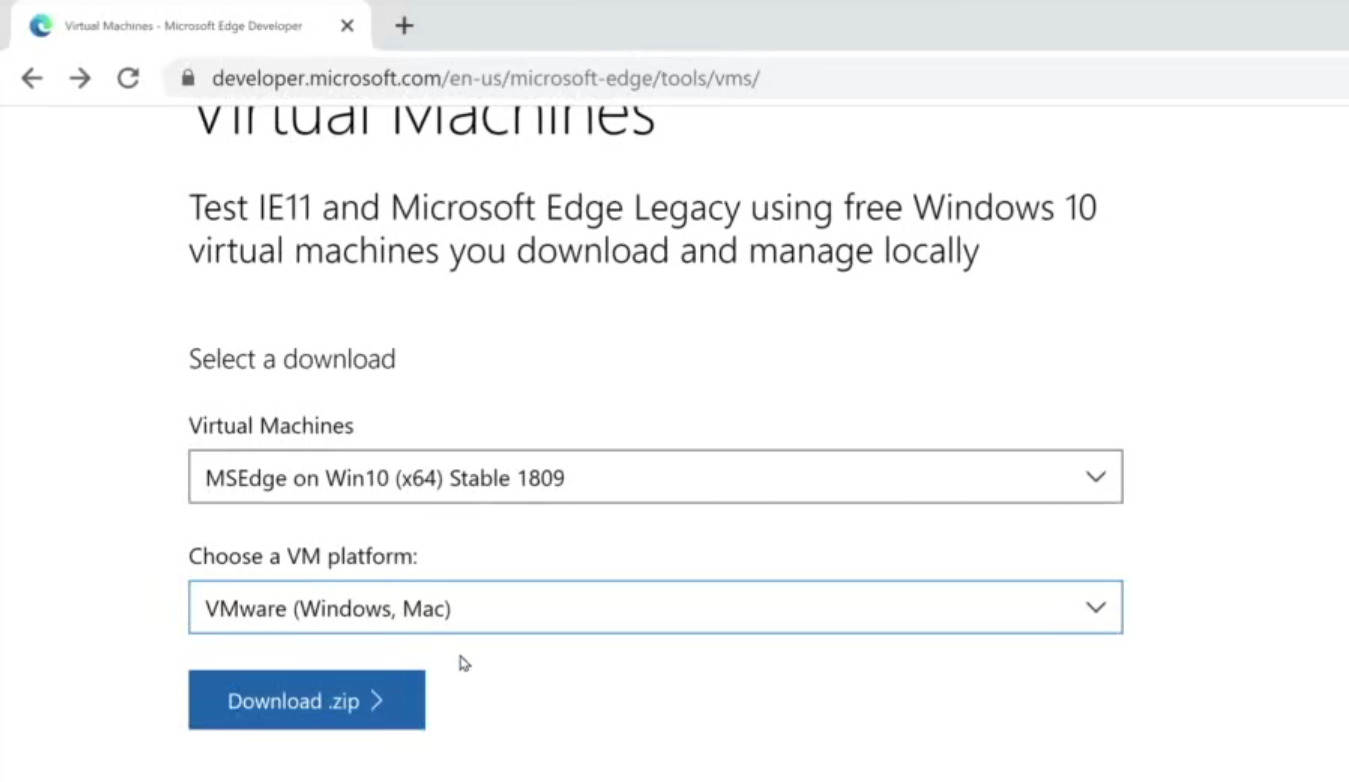 Virtual Machines - Microsoft Edge Developer
developer.microsoft.com/en-us/microsoft-edge/tools/vms/
Virtual Machines
Test IE11 and Microsoft Edge Legacy using free Windows 10
virtual machines you download and manage locally
Select a download
Virtual Machines
MSEdge on Win10 (x64) Stable 1809
Choose a VM platform:
VMware (Windows, Mac)
Download .zip